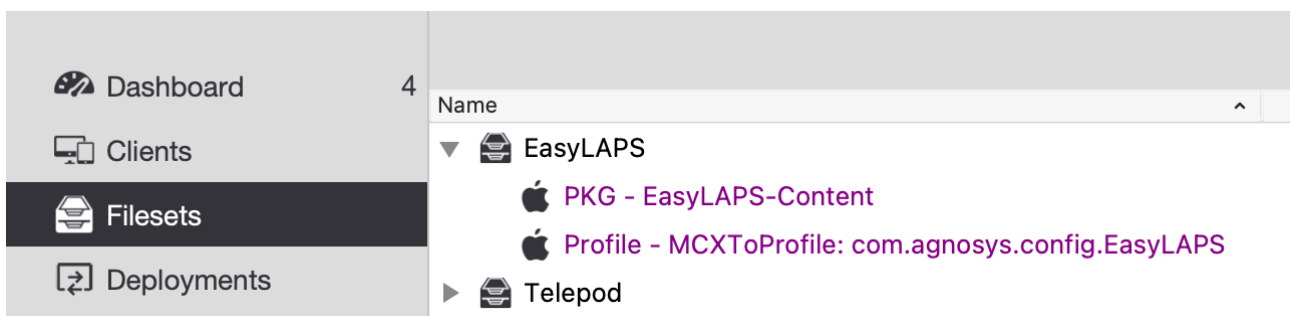 Dashboard 4
Clients
Filesets
Deployments
Name
EasyLAPS
PKG - EasyLAPS-Content
Profile - MCXToProfile: com.agnosys.config.EasyLAPS
Telepod